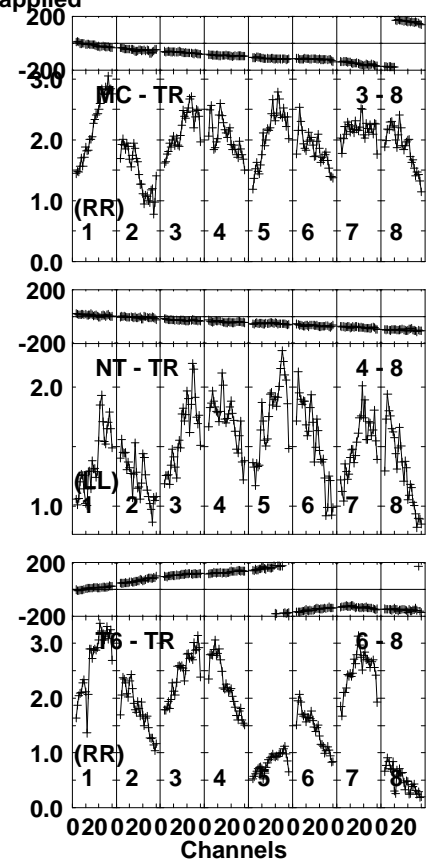 applied
200
-200
3.0
MC - TR 3 - 8
2.0
1.0
(RR)
1 2 3 4 5 6 7 8
0.0
200
-200
NT - TR 4 - 8
2.0
(LL)
1.0
1 2 3 4 5 6 7 8
200
-200
T6 - TR 6 - 8
3.0
2.0
1.0
(RR)
1 2 3 4 5 6 7 8
0.0
020020020020020020020020
Channels